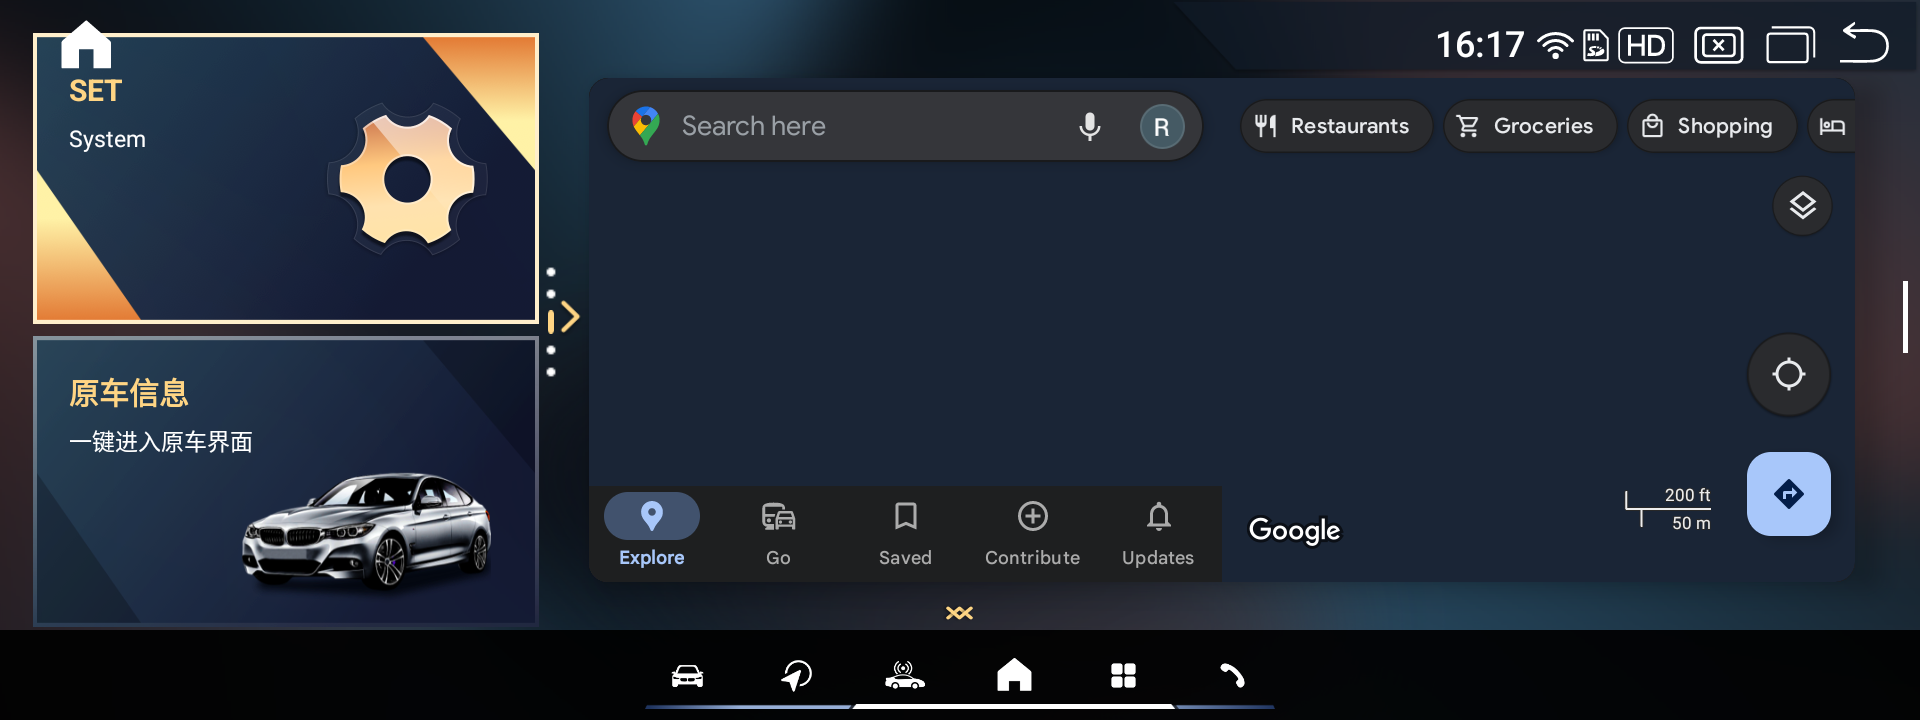 16:17
HD
SET
System
Search here
R
Restaurants
Groceries
Shopping
原车信息
一键进入原车界面
200 ft
50 m
Google
Explore
Go
Saved
Contribute
Updates